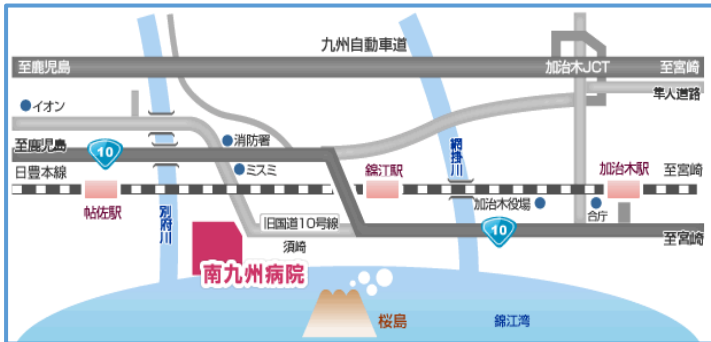 九州自動車道
至鹿児島
加治木JCT
至宮崎
隼人道路
イオン
消防署
至鹿児島
10
ミスミ
日豊本線
錦江駅
網掛川
加治木駅
至宮崎
帖佐駅
別府川
加治木役場
合庁
旧国道10号線
10
至宮崎
須崎
南九州病院
桜島
錦江湾